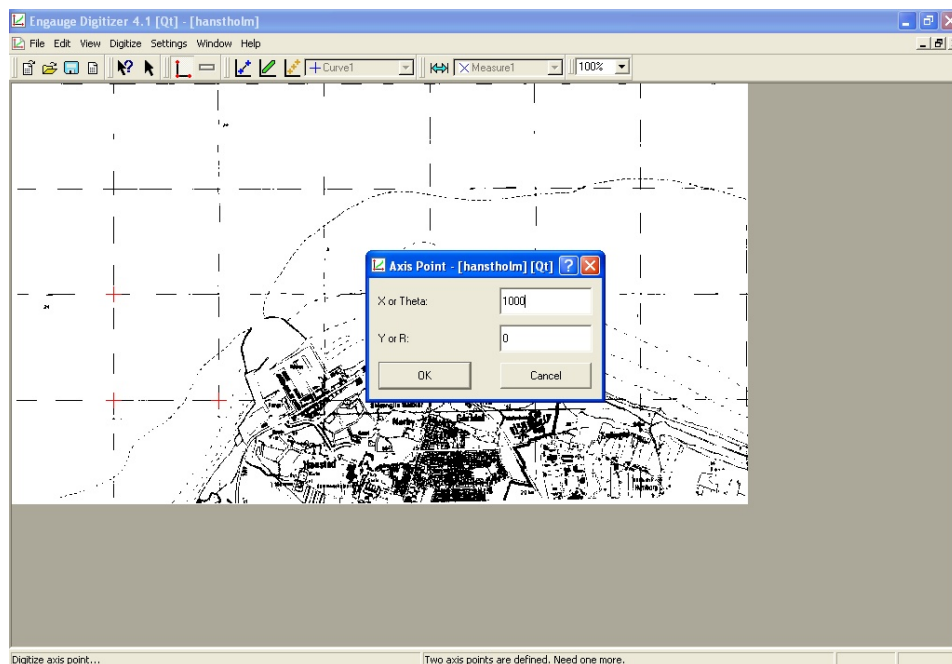 Engauge Digitizer 4.1 [Qt] - [hanstholm]
File Edit View Digitize Settings Window Help
Curve1 Measure1 100%
Axis Point - [hanstholm] [Qt]
X or Theta: 1000
Y or R: 0
OK Cancel
Nørby
Hansted
Digitize axis point... Two axis points are defined. Need one more.